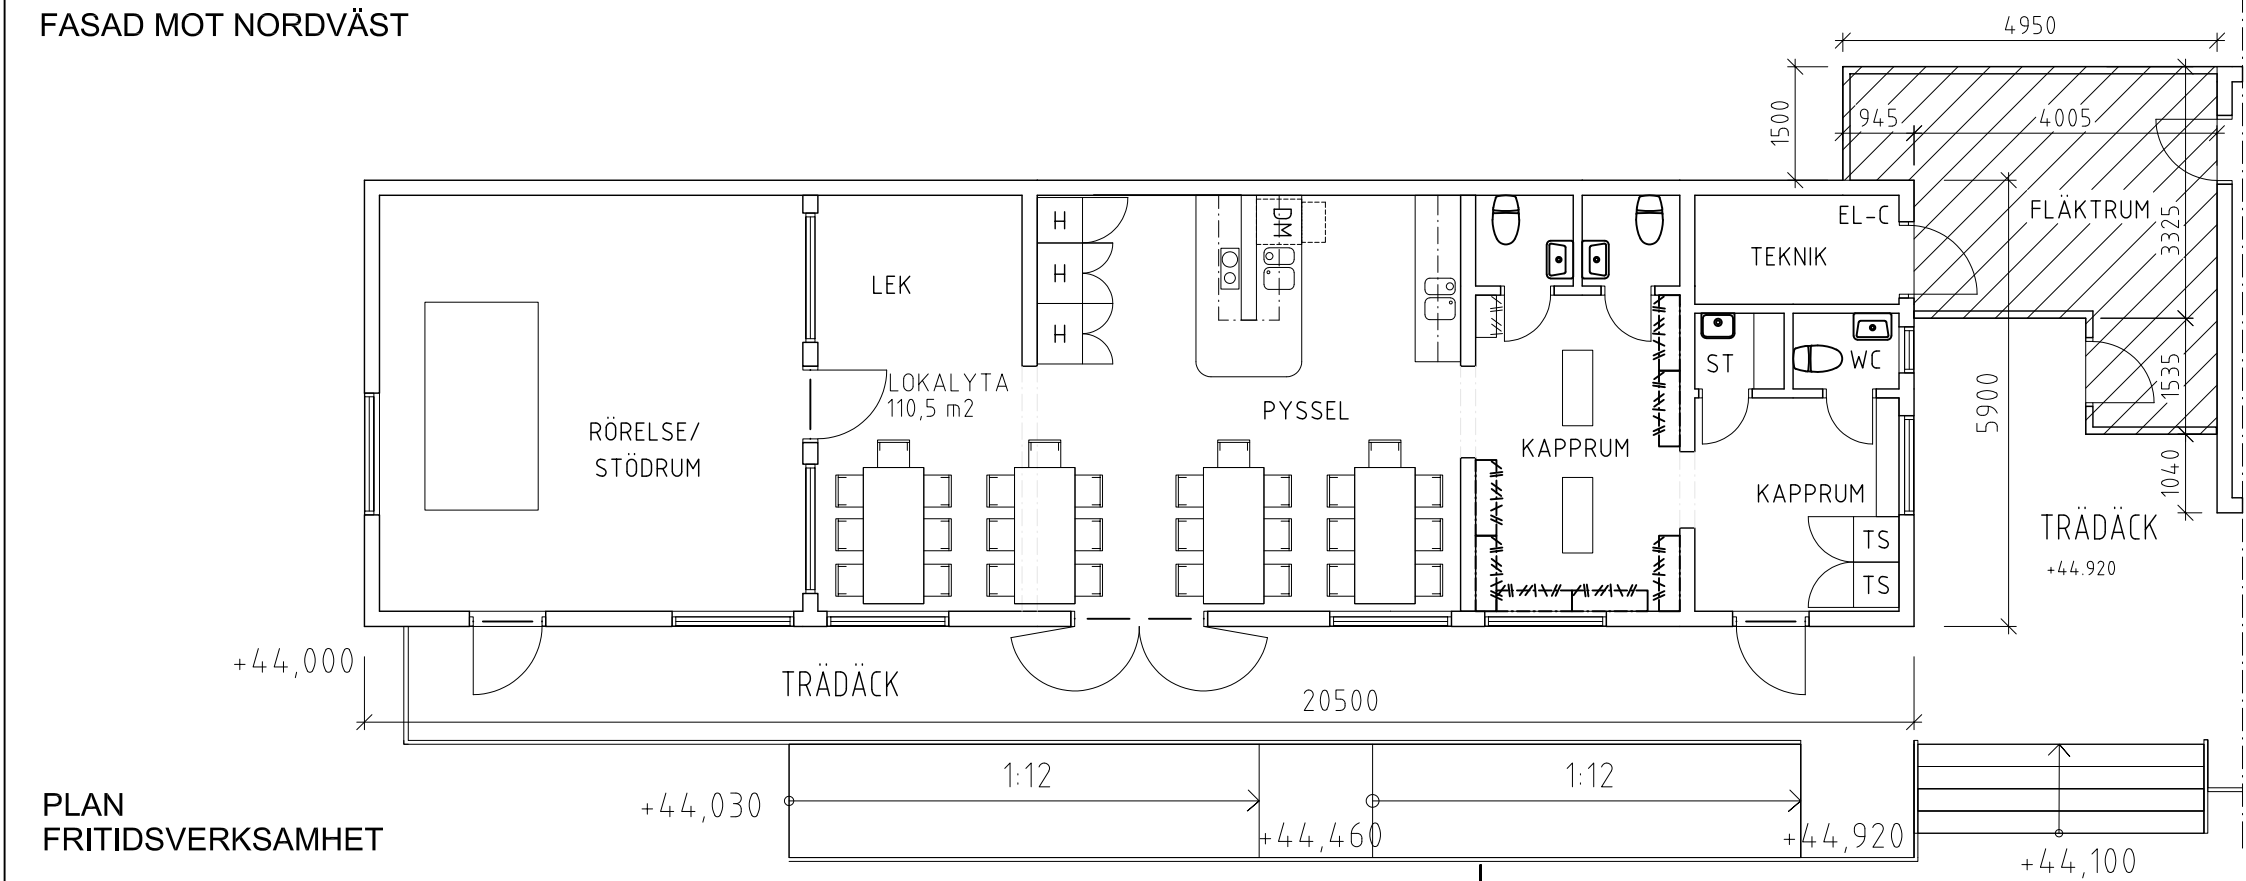 FASAD MOT NORDVÄST
4950
1500
945
4005
FLÄKTRUM
3325
EL-C
TEKNIK
H
H
H
DM
LEK
LOKALYTA
110,5 m2
PYSSEL
RÖRELSE/
STÖDRUM
KAPPRUM
ST
WC
KAPPRUM
TS
TS
5900
1535
1040
TRÄDÄCK
+44.920
+44,000
TRÄDÄCK
20500
1:12
1:12
+44,030
+44,460
+44,920
+44,100
PLAN
FRITIDSVERKSAMHET